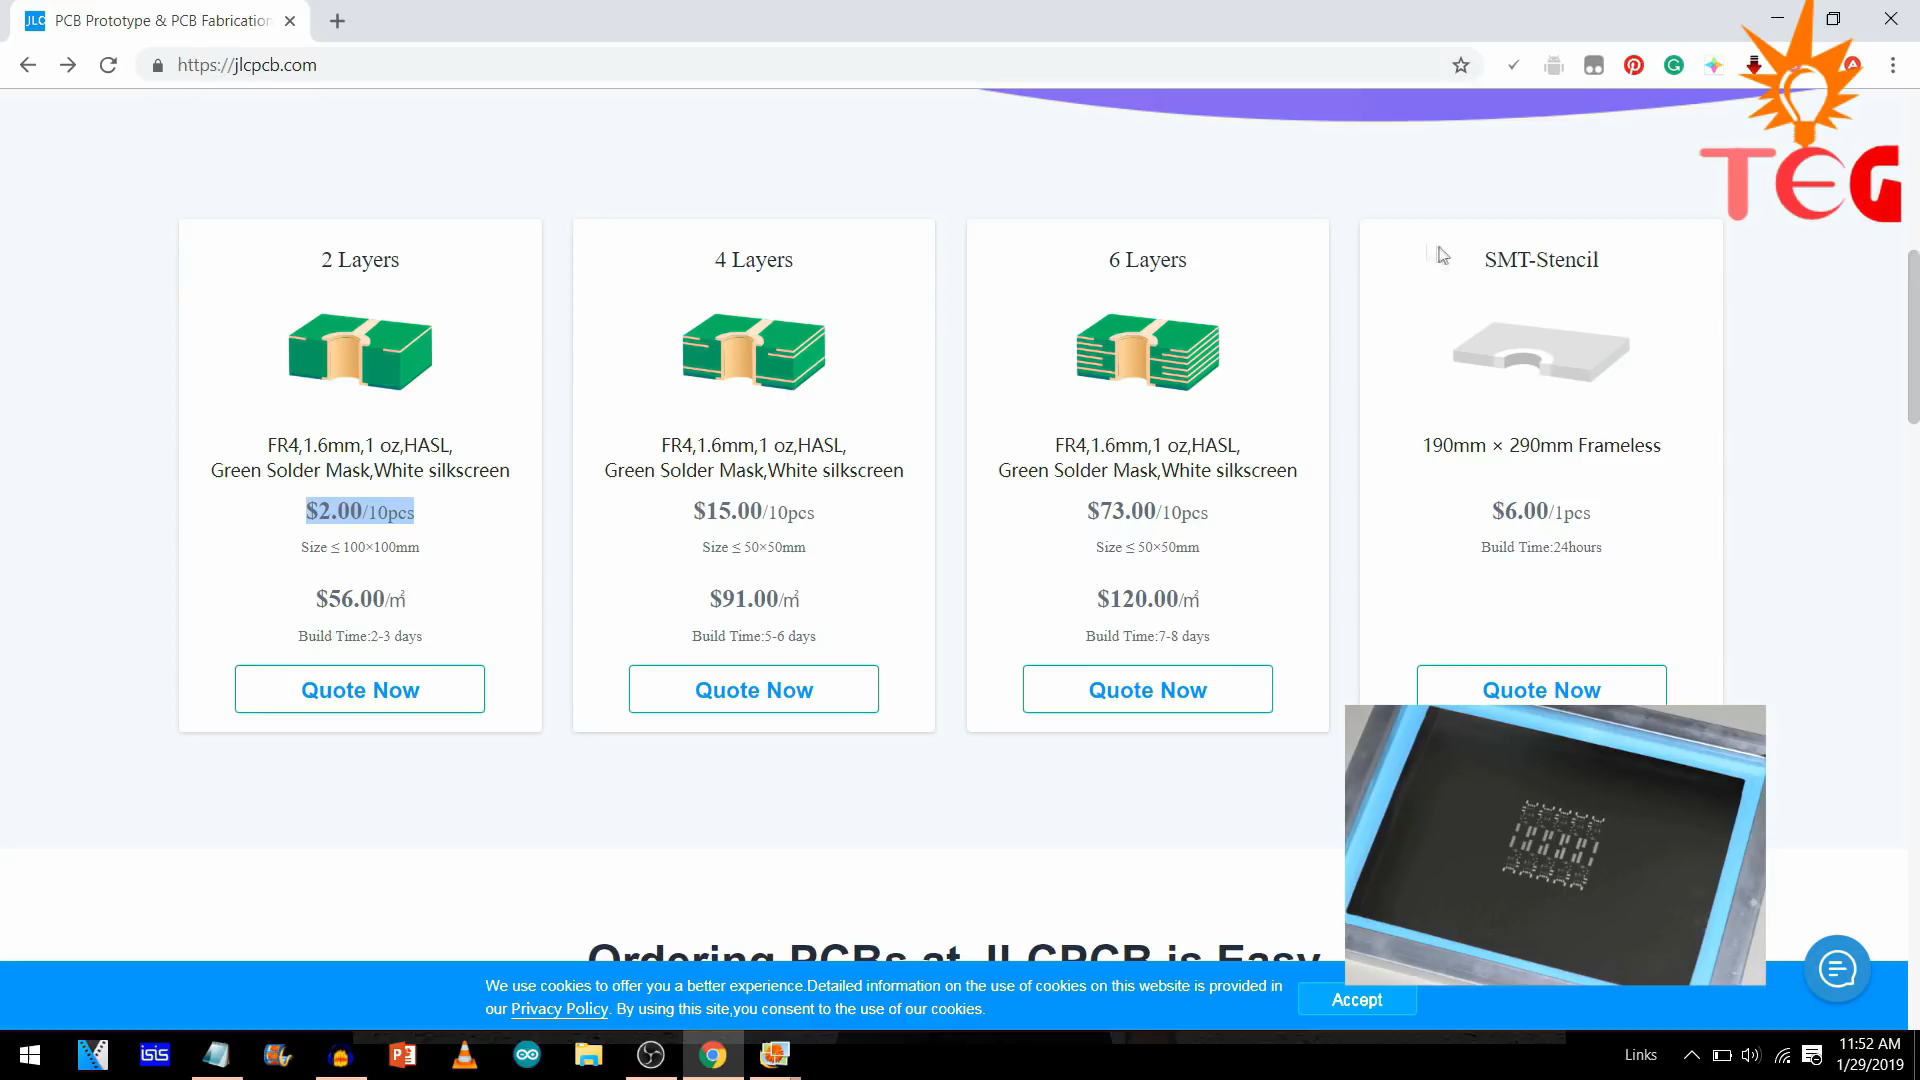 JLC PCB Prototype & PCB Fabrication
https://jlcpcb.com
TEG
2 Layers
FR4,1.6mm,1 oz,HASL,
Green Solder Mask,White silkscreen
$2.00/10pcs
Size ≤ 100×100mm
$56.00/㎡
Build Time:2-3 days
Quote Now
4 Layers
FR4,1.6mm,1 oz,HASL,
Green Solder Mask,White silkscreen
$15.00/10pcs
Size ≤ 50×50mm
$91.00/㎡
Build Time:5-6 days
Quote Now
6 Layers
FR4,1.6mm,1 oz,HASL,
Green Solder Mask,White silkscreen
$73.00/10pcs
Size ≤ 50×50mm
$120.00/㎡
Build Time:7-8 days
Quote Now
SMT-Stencil
190mm × 290mm Frameless
$6.00/1pcs
Build Time:24hours
Quote Now
Ordering PCBs at JLCPCB is Easy
We use cookies to offer you a better experience.Detailed information on the use of cookies on this website is provided in
our Privacy Policy. By using this site,you consent to the use of our cookies.
Accept
isis
Links
11:52 AM
1/29/2019